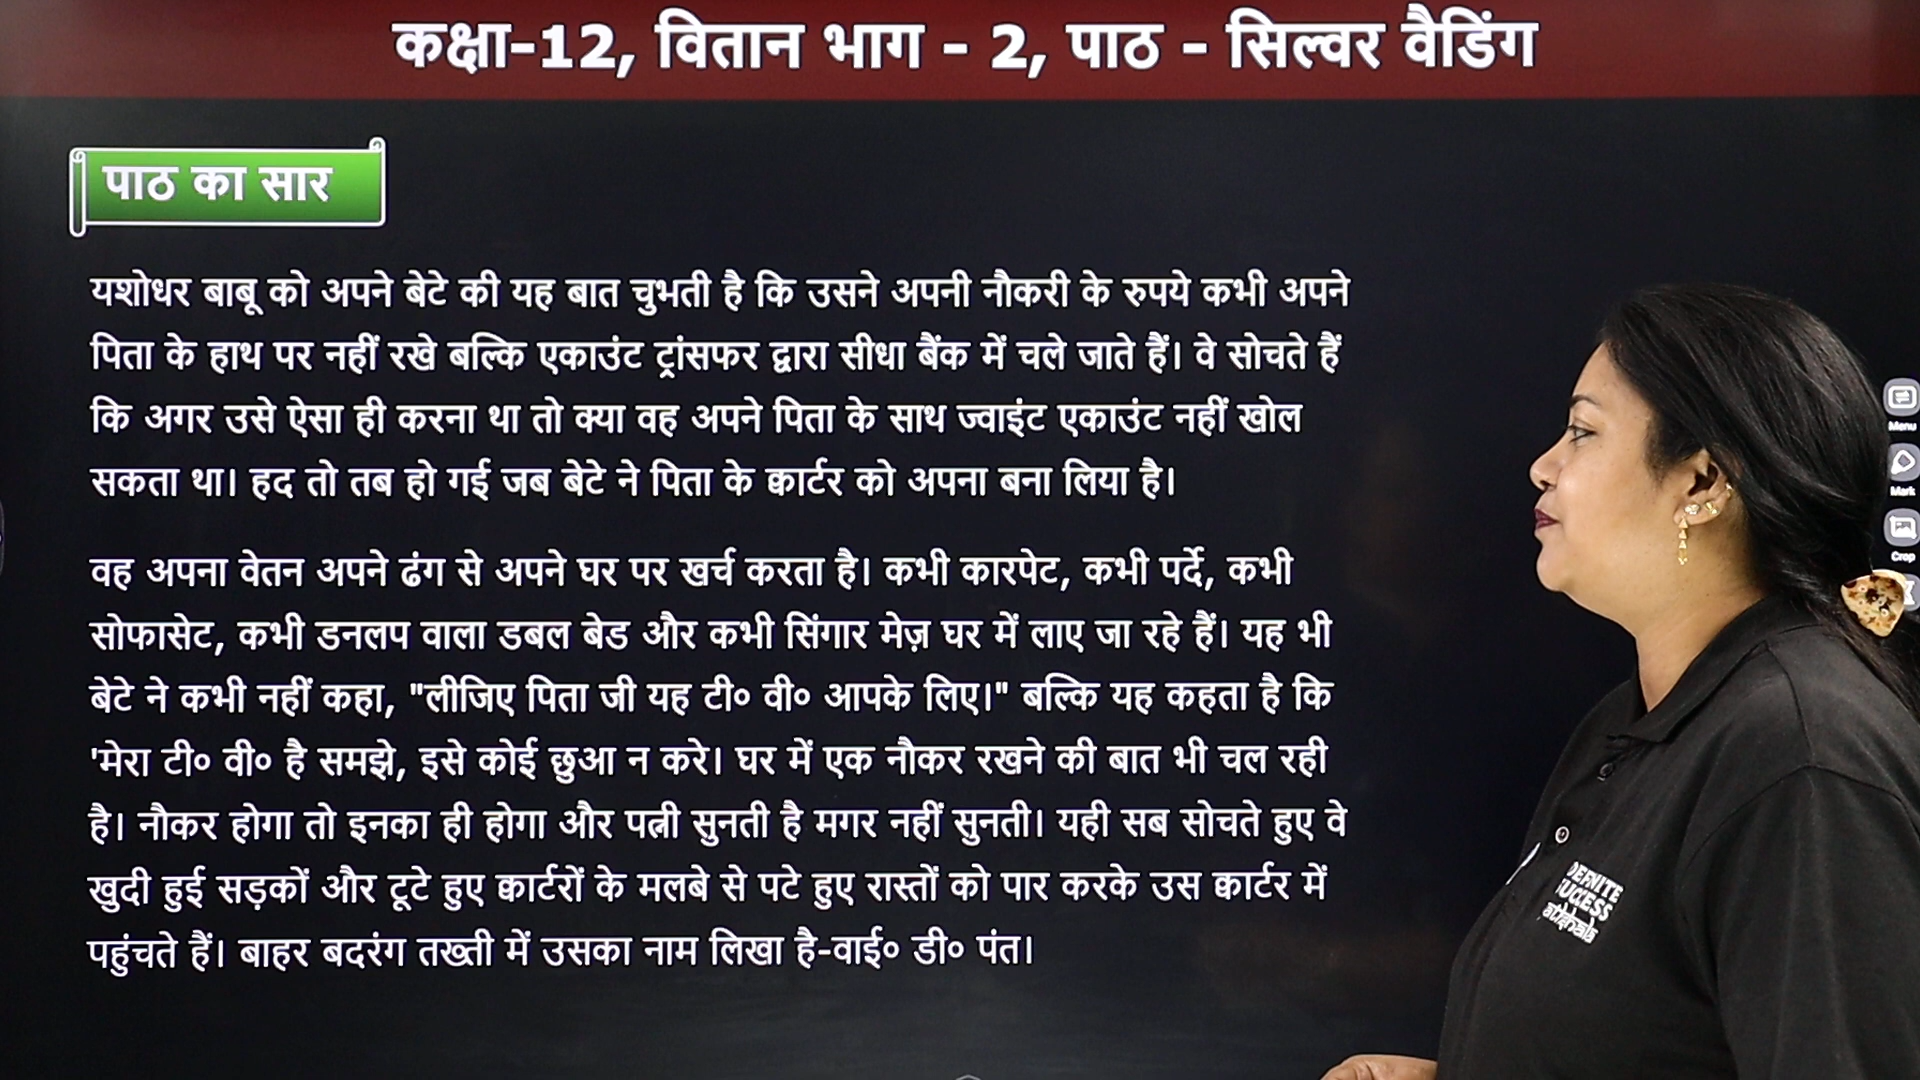 कक्षा-12, वितान भाग - 2, पाठ - सिल्वर वैडिंग
पाठ का सार
यशोधर बाबू को अपने बेटे की यह बात चुभती है कि उसने अपनी नौकरी के रुपये कभी अपने
पिता के हाथ पर नहीं रखे बल्कि एकाउंट ट्रांसफर द्वारा सीधा बैंक में चले जाते हैं। वे सोचते हैं
कि अगर उसे ऐसा ही करना था तो क्या वह अपने पिता के साथ ज्वाइंट एकाउंट नहीं खोल
सकता था। हद तो तब हो गई जब बेटे ने पिता के क्वार्टर को अपना बना लिया है।
वह अपना वेतन अपने ढंग से अपने घर पर खर्च करता है। कभी कारपेट, कभी पर्दे, कभी
सोफासेट, कभी डनलप वाला डबल बेड और कभी सिंगार मेज़ घर में लाए जा रहे हैं। यह भी
बेटे ने कभी नहीं कहा, "लीजिए पिता जी यह टी० वी० आपके लिए।" बल्कि यह कहता है कि
'मेरा टी० वी० है समझे, इसे कोई छुआ न करे। घर में एक नौकर रखने की बात भी चल रही
है। नौकर होगा तो इनका ही होगा और पत्नी सुनती है मगर नहीं सुनती। यही सब सोचते हुए वे
खुदी हुई सड़कों और टूटे हुए क्वार्टरों के मलबे से पटे हुए रास्तों को पार करके उस क्वार्टर में
पहुंचते हैं। बाहर बदरंग तख्ती में उसका नाम लिखा है-वाई० डी० पंत।
Menu
Mark
Crop